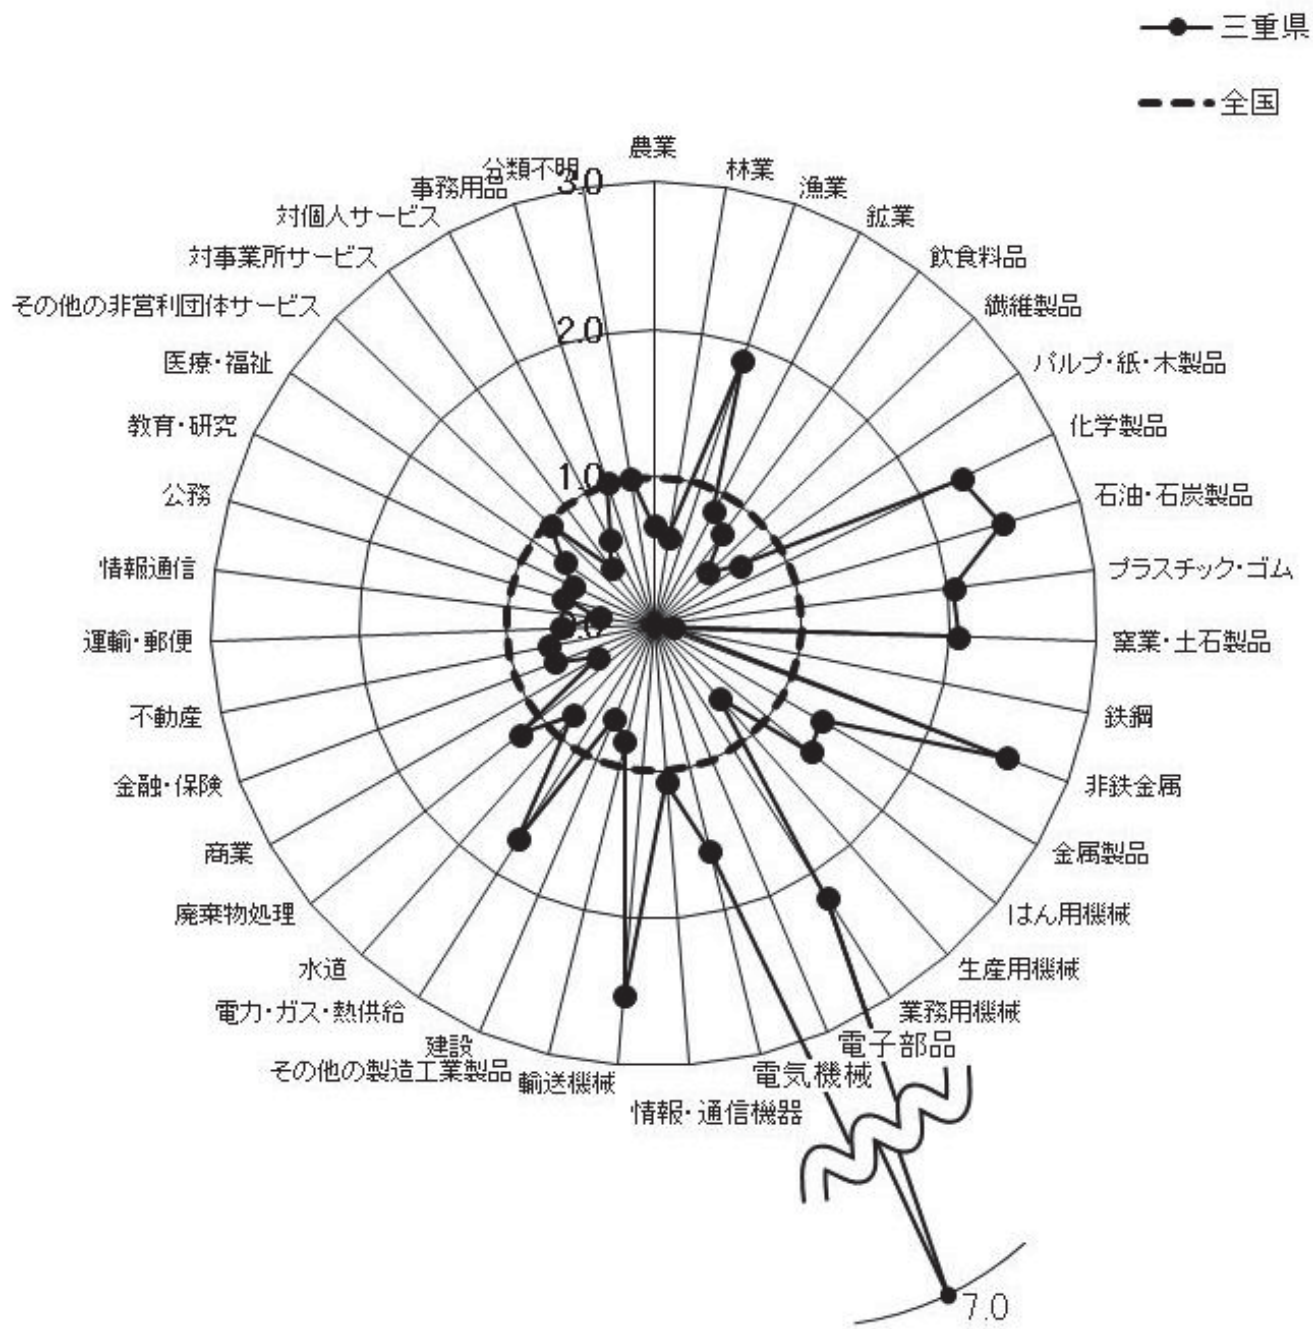 三重県
全国
農業
林業
漁業
鉱業
飲食料品
繊維製品
パルプ・紙・木製品
化学製品
石油・石炭製品
プラスチック・ゴム
窯業・土石製品
鉄鋼
非鉄金属
金属製品
はん用機械
生産用機械
業務用機械
電子部品
電気機械
情報・通信機器
輸送機械
その他の製造工業製品
建設
電力・ガス・熱供給
水道
廃棄物処理
商業
金融・保険
不動産
運輸・郵便
情報通信
公務
教育・研究
医療・福祉
その他の非営利団体サービス
対事業所サービス
対個人サービス
事務用品
分類不明
3.0
2.0
1.0
0.0
7.0